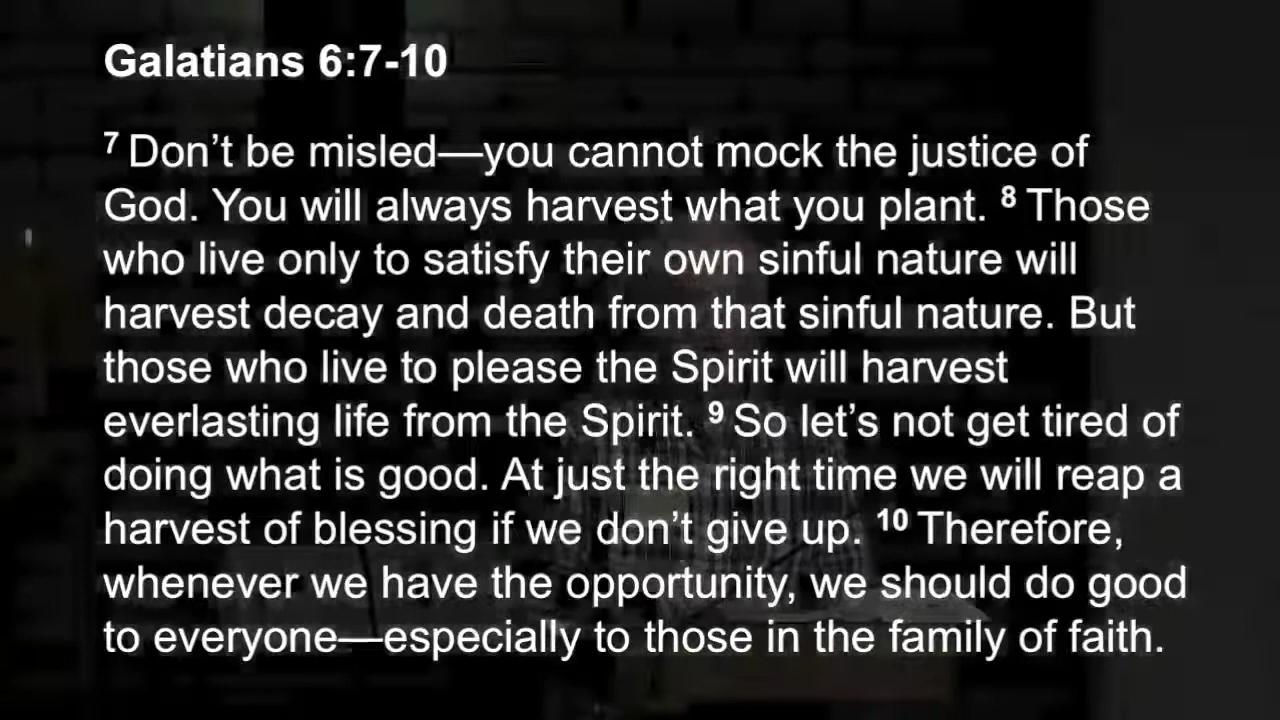 Galatians 6:7-10
⁷ Don’t be misled—you cannot mock the justice of
God. You will always harvest what you plant. ⁸ Those
who live only to satisfy their own sinful nature will
harvest decay and death from that sinful nature. But
those who live to please the Spirit will harvest
everlasting life from the Spirit. ⁹ So let’s not get tired of
doing what is good. At just the right time we will reap a
harvest of blessing if we don’t give up. ¹⁰ Therefore,
whenever we have the opportunity, we should do good
to everyone—especially to those in the family of faith.